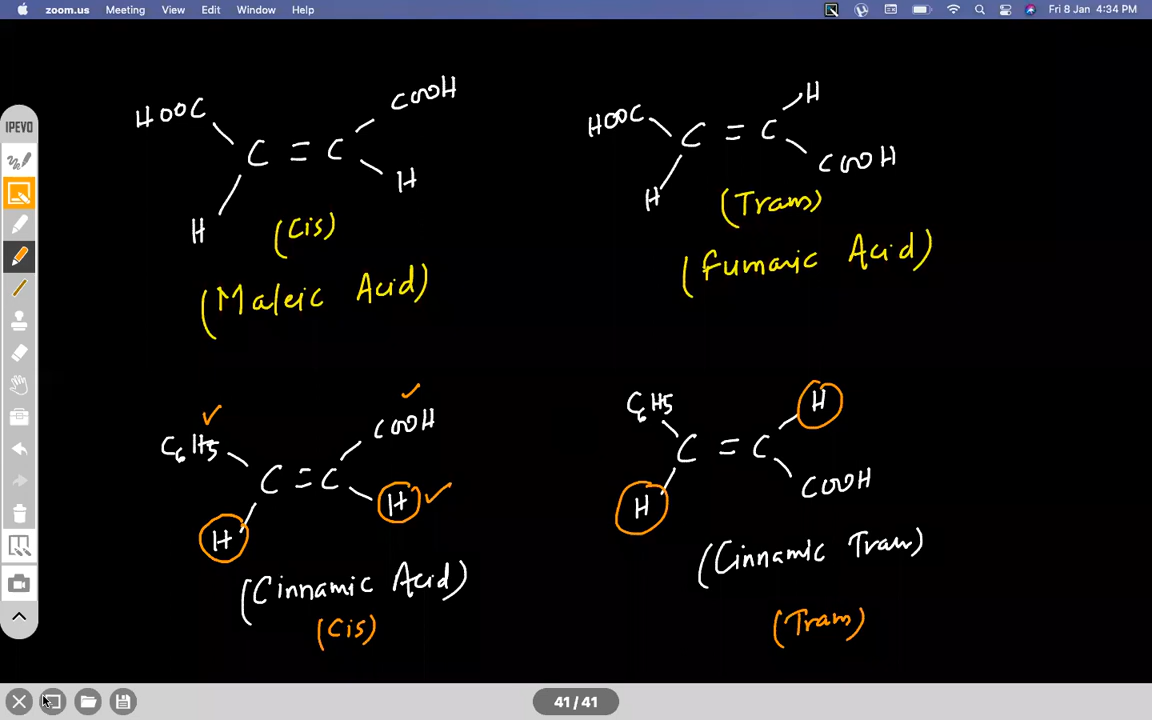 zoom.us Meeting View Edit Window Help Fri 8 Jan 4:34 PM
IPEVO
HOOC COOH
C = C
H H
(Cis)
(Maleic Acid)
HOOC H
C = C
H COOH
(Trans)
(Fumaric Acid)
C6H5 COOH
C = C
H H
(Cinnamic Acid)
(Cis)
C6H5 H
C = C
H COOH
(Cinnamic Trans)
(Trans)
41/41